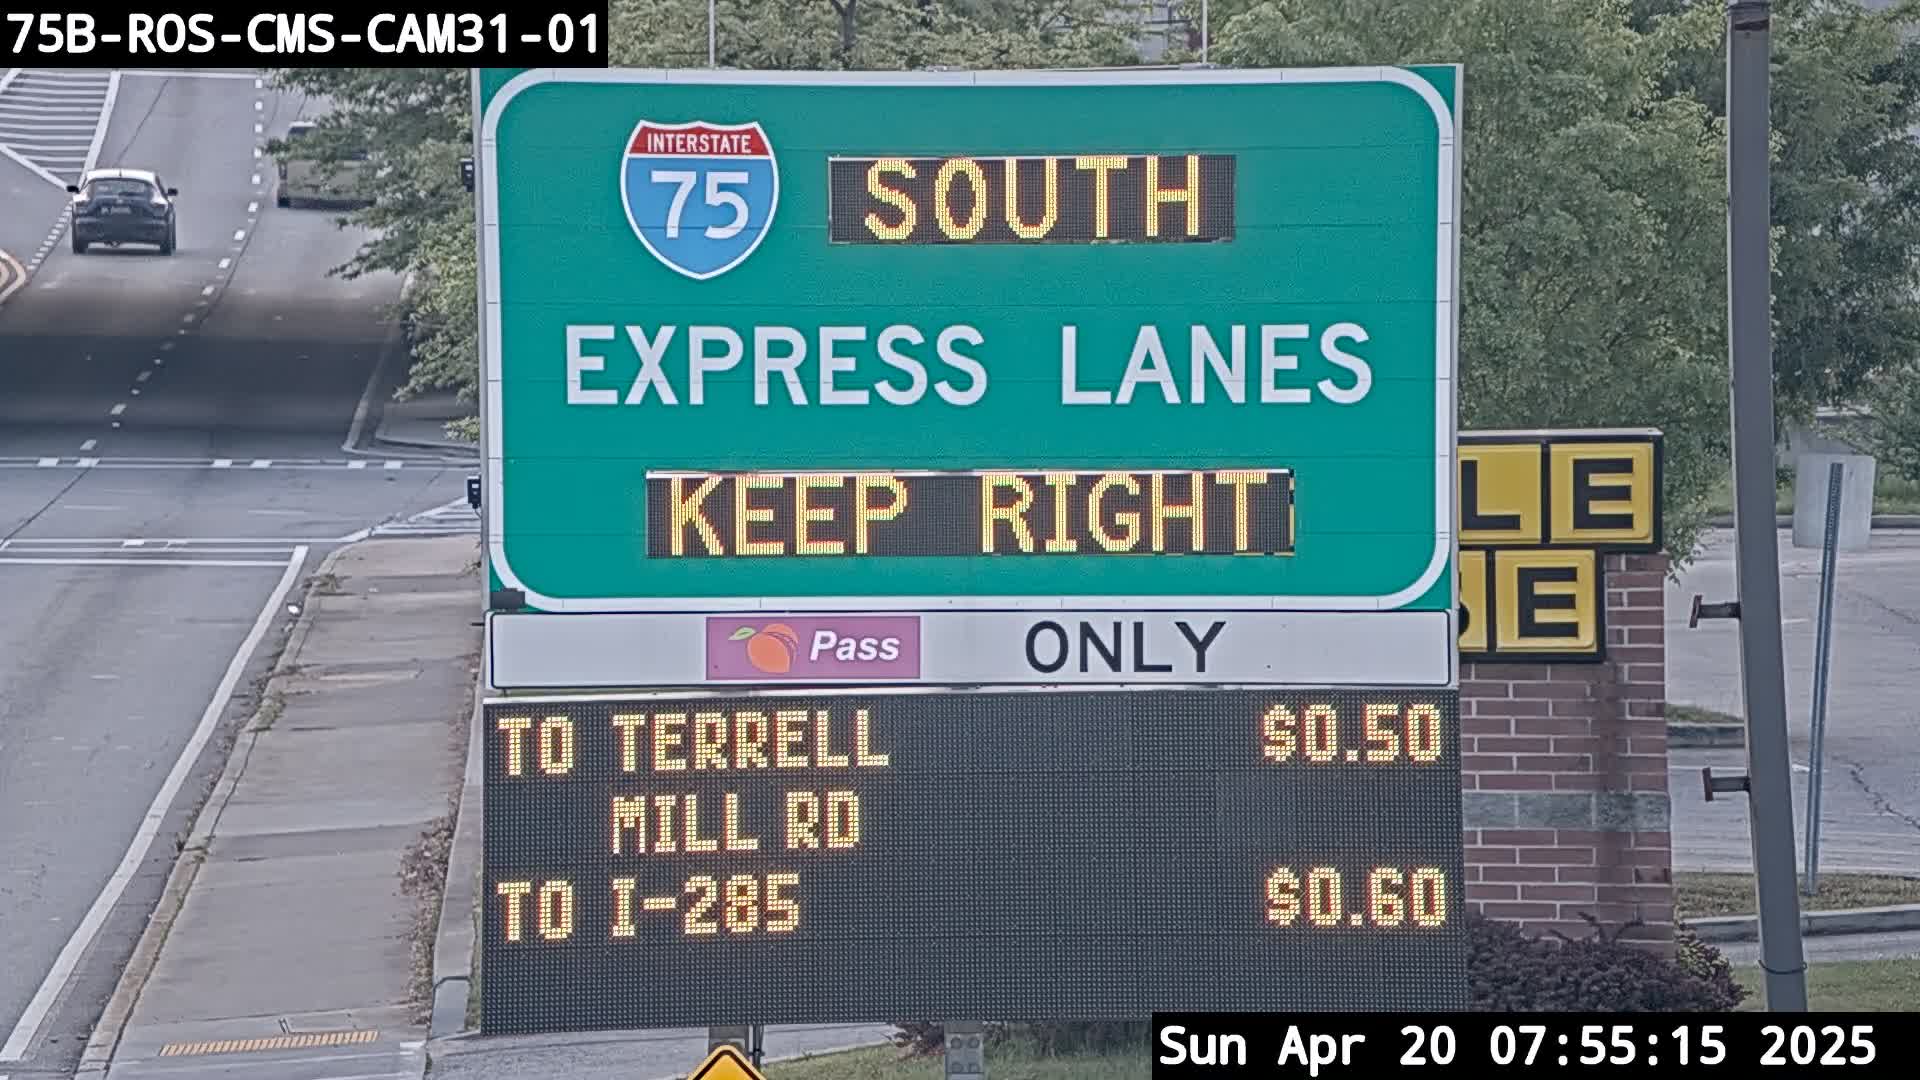 75B-ROS-CMS-CAM31-01
INTERSTATE
75
SOUTH
EXPRESS LANES
KEEP RIGHT
Pass ONLY
TO TERRELL $0.50
MILL RD
TO I-285 $0.60
LE
E
Sun Apr 20 07:55:15 2025